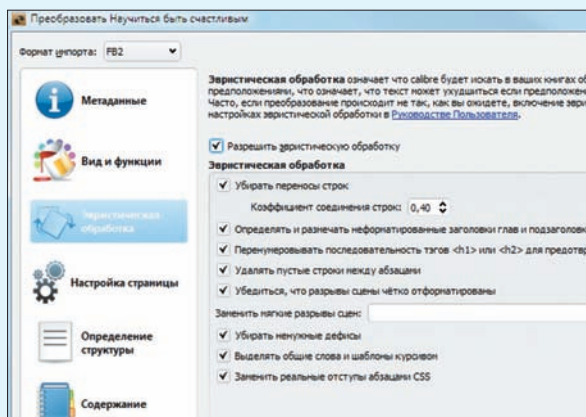 Преобразовать Научиться быть счастливым
Формат импорта: FB2
Метаданные
Вид и функции
Эвристическая
обработка
Настройка страницы
Определение
структуры
Содержание
Эвристическая обработка означает что calibre будет искать в ваших книгах об
предположениями, что означает, что текст может ухудшиться если предположен
Часто, если преобразование происходит не так, как вы ожидаете, включение эвр
настройках эвристической обработки в Руководстве Пользователя.
Разрешить эвристическую обработку
Эвристическая обработка
Убирать переносы строк
Коэффициент соединения строк: 0,40
Определять и размечать неформатированные заголовки глав и подзаголовк
Перенумеровывать последовательность тэгов <h1> или <h2> для предотвр
Удалять пустые строки между абзацами
Убедиться, что разрывы сцены чётко отформатированы
Заменить мягкие разрывы сцен:
Убирать ненужные дефисы
Выделять общие слова и шаблоны курсивом
Заменить реальные отступы абзацами CSS